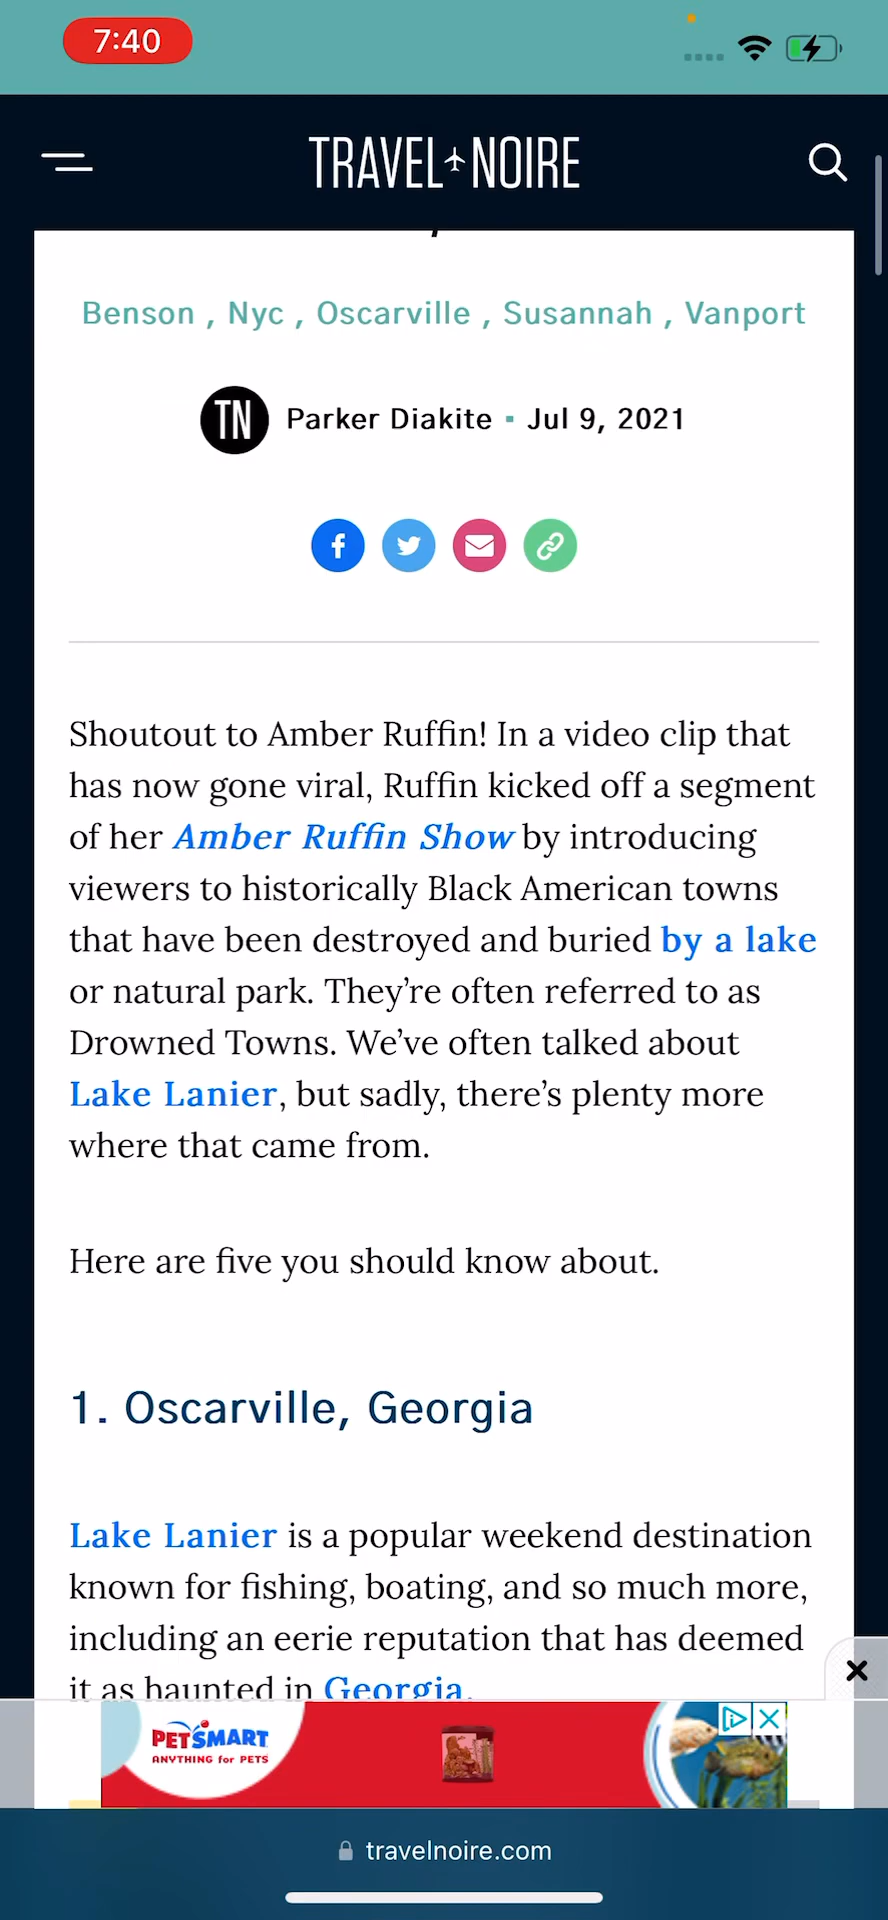 7:40
TRAVEL NOIRE
Benson , Nyc , Oscarville , Susannah , Vanport
TN Parker Diakite ▪ Jul 9, 2021
Shoutout to Amber Ruffin! In a video clip that
has now gone viral, Ruffin kicked off a segment
of her Amber Ruffin Show by introducing
viewers to historically Black American towns
that have been destroyed and buried by a lake
or natural park. They’re often referred to as
Drowned Towns. We’ve often talked about
Lake Lanier, but sadly, there’s plenty more
where that came from.
Here are five you should know about.
1. Oscarville, Georgia
Lake Lanier is a popular weekend destination
known for fishing, boating, and so much more,
including an eerie reputation that has deemed
it as haunted in Georgia.
PETSMART
ANYTHING for PETS
travelnoire.com